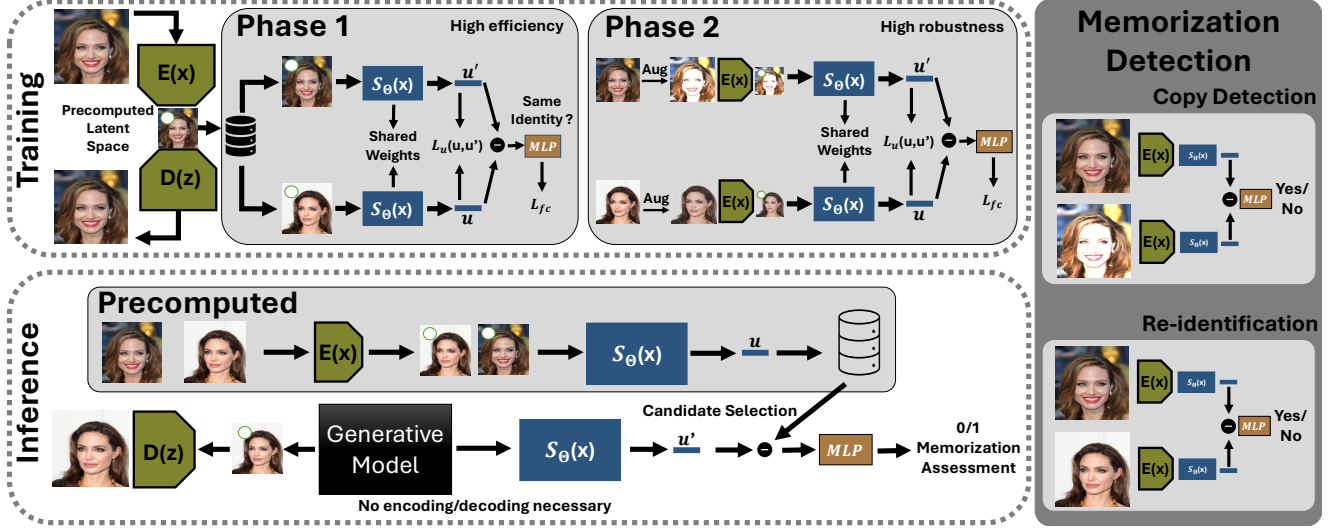 Training
E(x)
Precomputed
Latent
Space
D(z)
Phase 1
High efficiency
S_Θ(x)
u'
Same
Identity ?
Shared
Weights
L_u(u,u')
-
MLP
S_Θ(x)
u
L_fc
Phase 2
High robustness
Aug
E(x)
S_Θ(x)
u'
Shared
Weights
L_u(u,u')
-
MLP
Aug
E(x)
S_Θ(x)
u
L_fc
Inference
Precomputed
E(x)
S_Θ(x)
u
Candidate Selection
D(z)
Generative
Model
S_Θ(x)
u'
-
MLP
0/1
Memorization
Assessment
No encoding/decoding necessary
Memorization
Detection
Copy Detection
E(x)
S_Θ(x)
-
MLP
Yes/
No
E(x)
S_Θ(x)
Re-identification
E(x)
S_Θ(x)
-
MLP
Yes/
No
E(x)
S_Θ(x)